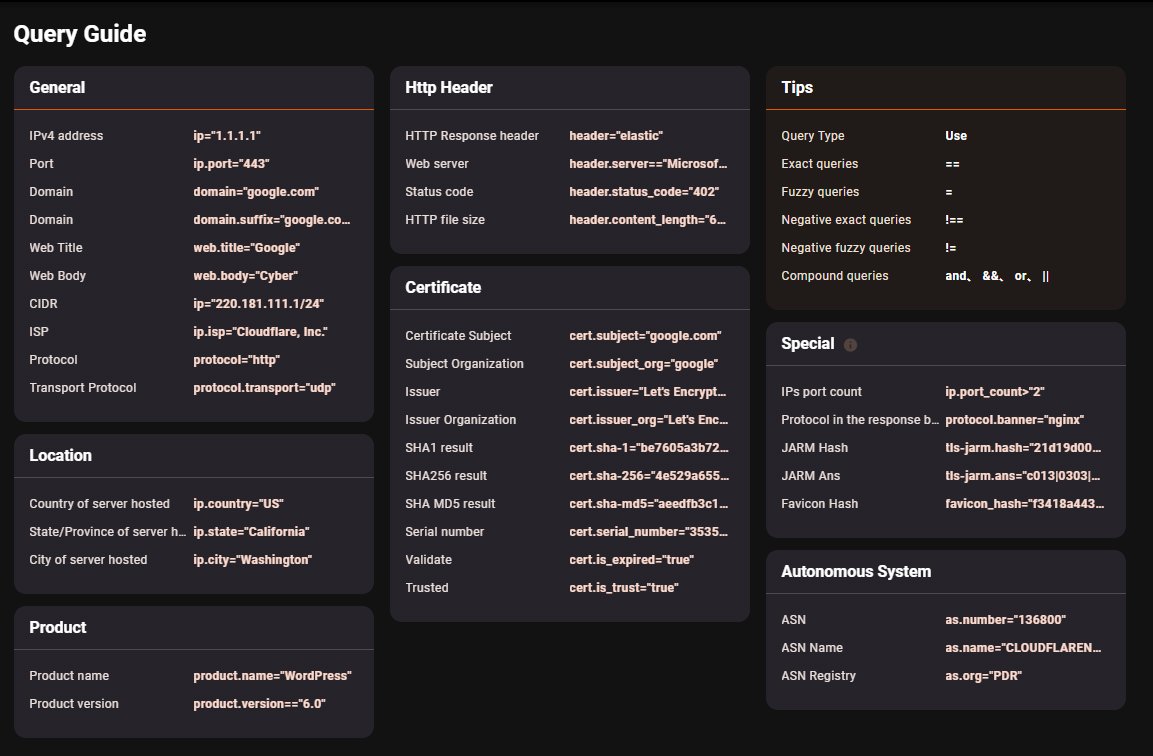 Query Guide
General
IPv4 address ip="1.1.1.1"
Port ip.port="443"
Domain domain="google.com"
Domain domain.suffix="google.co...
Web Title web.title="Google"
Web Body web.body="Cyber"
CIDR ip="220.181.111.1/24"
ISP ip.isp="Cloudflare, Inc."
Protocol protocol="http"
Transport Protocol protocol.transport="udp"
Location
Country of server hosted ip.country="US"
State/Province of server h... ip.state="California"
City of server hosted ip.city="Washington"
Product
Product name product.name="WordPress"
Product version product.version=="6.0"
Http Header
HTTP Response header header="elastic"
Web server header.server=="Microsof...
Status code header.status_code="402"
HTTP file size header.content_length="6...
Certificate
Certificate Subject cert.subject="google.com"
Subject Organization cert.subject_org="google"
Issuer cert.issuer="Let's Encrypt...
Issuer Organization cert.issuer_org="Let's Enc...
SHA1 result cert.sha-1="be7605a3b72...
SHA256 result cert.sha-256="4e529a655...
SHA MD5 result cert.sha-md5="aeedfb3c1...
Serial number cert.serial_number="3535...
Validate cert.is_expired="true"
Trusted cert.is_trust="true"
Tips
Query Type Use
Exact queries ==
Fuzzy queries =
Negative exact queries !==
Negative fuzzy queries !=
Compound queries and、 &&、 or、 ||
Special
IPs port count ip.port_count>"2"
Protocol in the response b... protocol.banner="nginx"
JARM Hash tls-jarm.hash="21d19d00...
JARM Ans tls-jarm.ans="c013|0303|...
Favicon Hash favicon_hash="f3418a443...
Autonomous System
ASN as.number="136800"
ASN Name as.name="CLOUDFLAREN...
ASN Registry as.org="PDR"